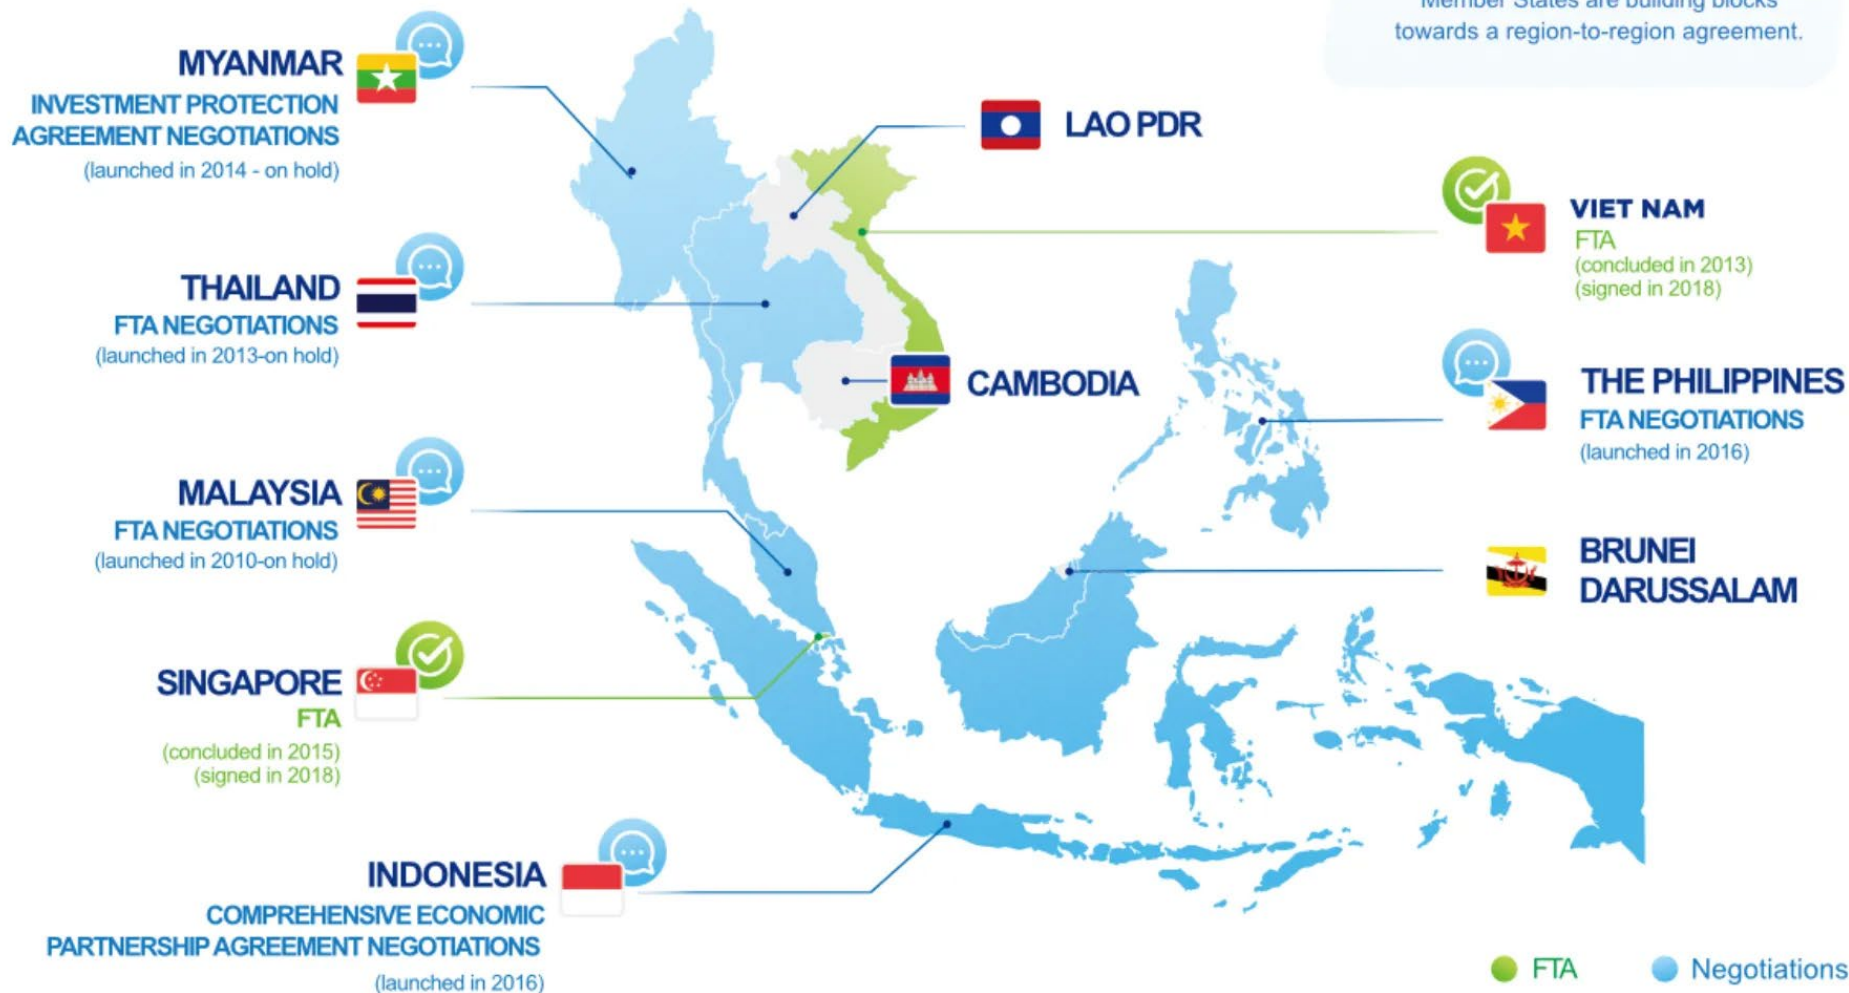 Member States are building blocks
towards a region-to-region agreement.
MYANMAR
INVESTMENT PROTECTION
AGREEMENT NEGOTIATIONS
(launched in 2014 - on hold)
LAO PDR
VIET NAM
FTA
(concluded in 2013)
(signed in 2018)
THAILAND
FTA NEGOTIATIONS
(launched in 2013-on hold)
CAMBODIA
THE PHILIPPINES
FTA NEGOTIATIONS
(launched in 2016)
MALAYSIA
FTA NEGOTIATIONS
(launched in 2010-on hold)
BRUNEI
DARUSSALAM
SINGAPORE
FTA
(concluded in 2015)
(signed in 2018)
INDONESIA
COMPREHENSIVE ECONOMIC
PARTNERSHIP AGREEMENT NEGOTIATIONS
(launched in 2016)
FTA
Negotiations